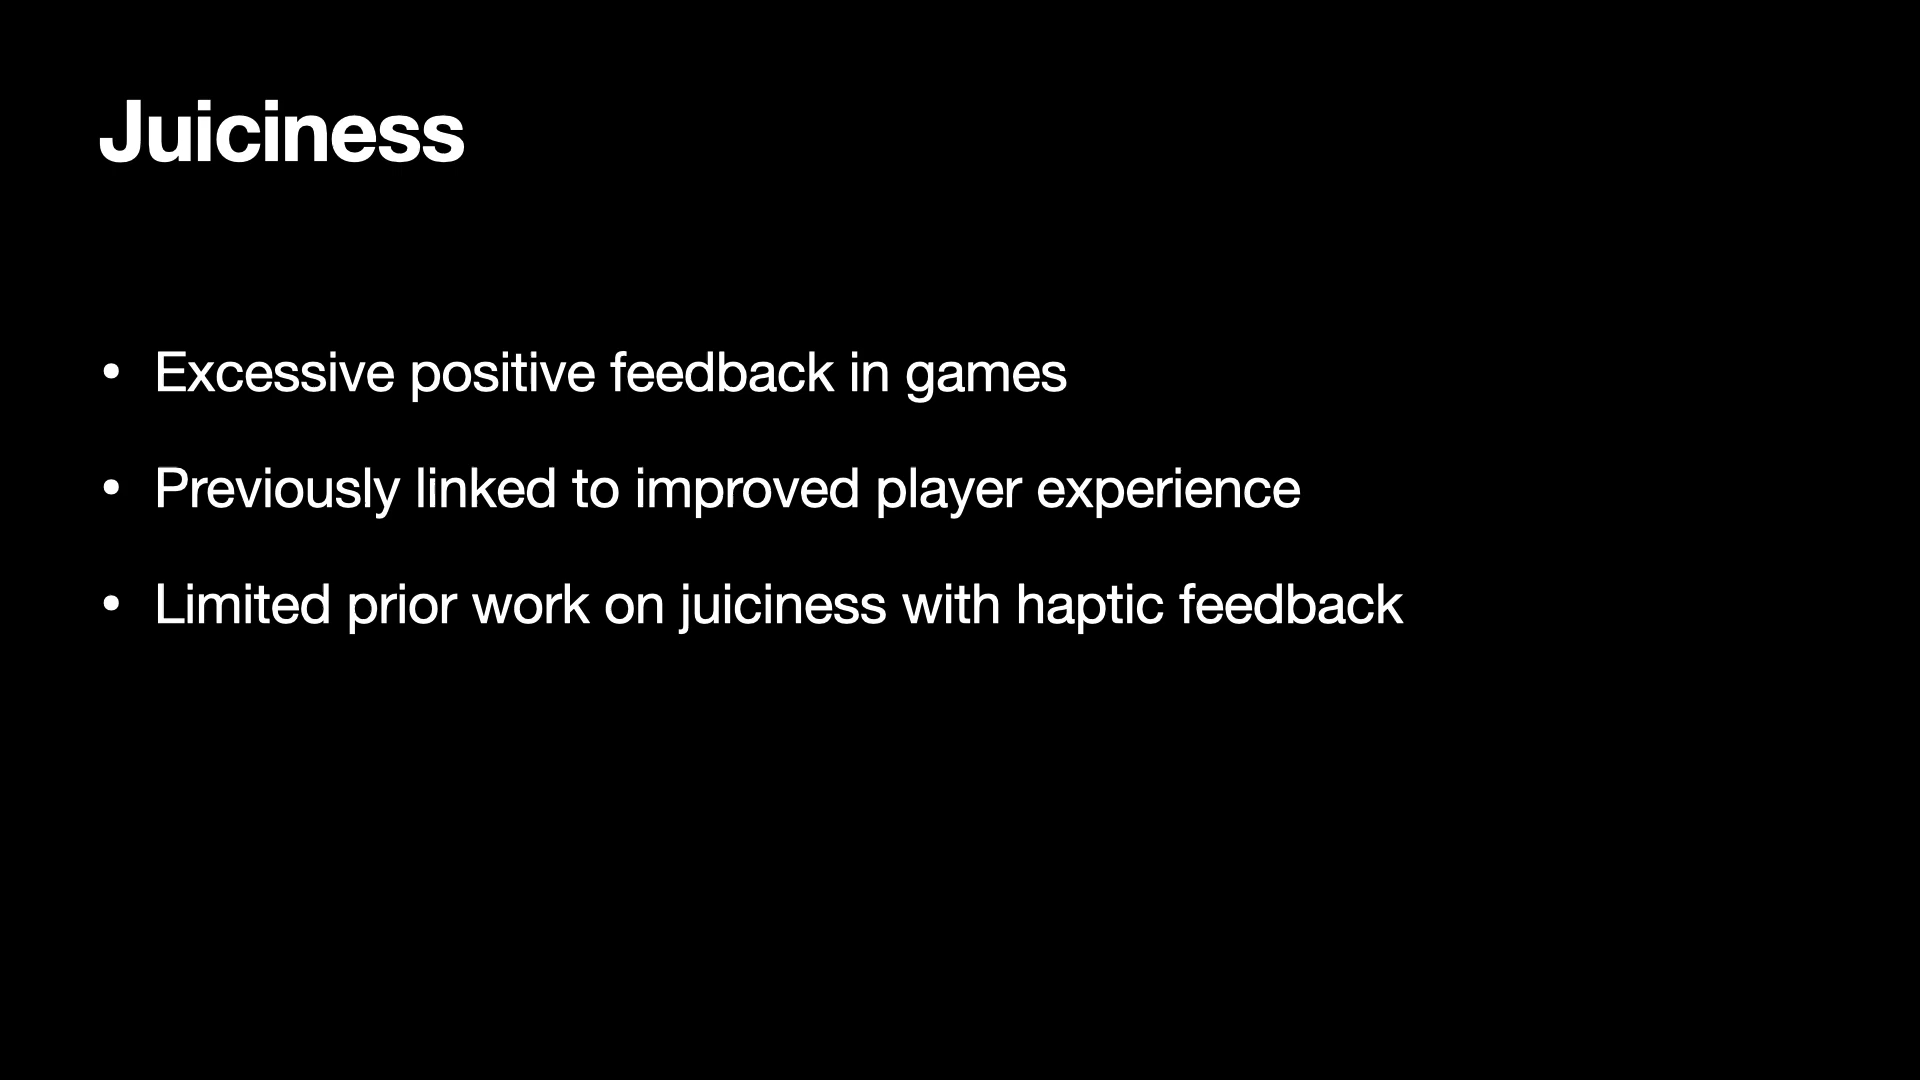 Juiciness
• Excessive positive feedback in games
• Previously linked to improved player experience
• Limited prior work on juiciness with haptic feedback